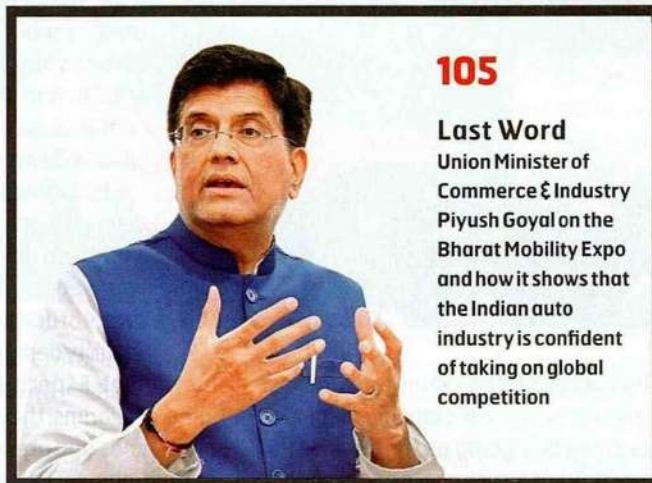 105
Last Word
Union Minister of
Commerce & Industry
Piyush Goyal on the
Bharat Mobility Expo
and how it shows that
the Indian auto
industry is confident
of taking on global
competition